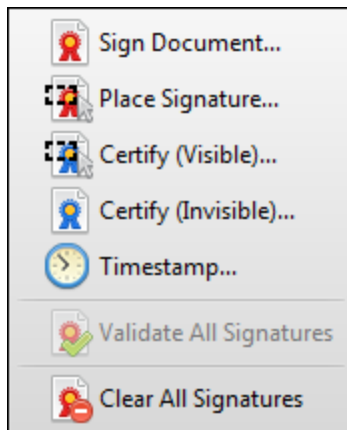 Sign Document...
Place Signature...
Certify (Visible)...
Certify (Invisible)...
Timestamp...
Validate All Signatures
Clear All Signatures